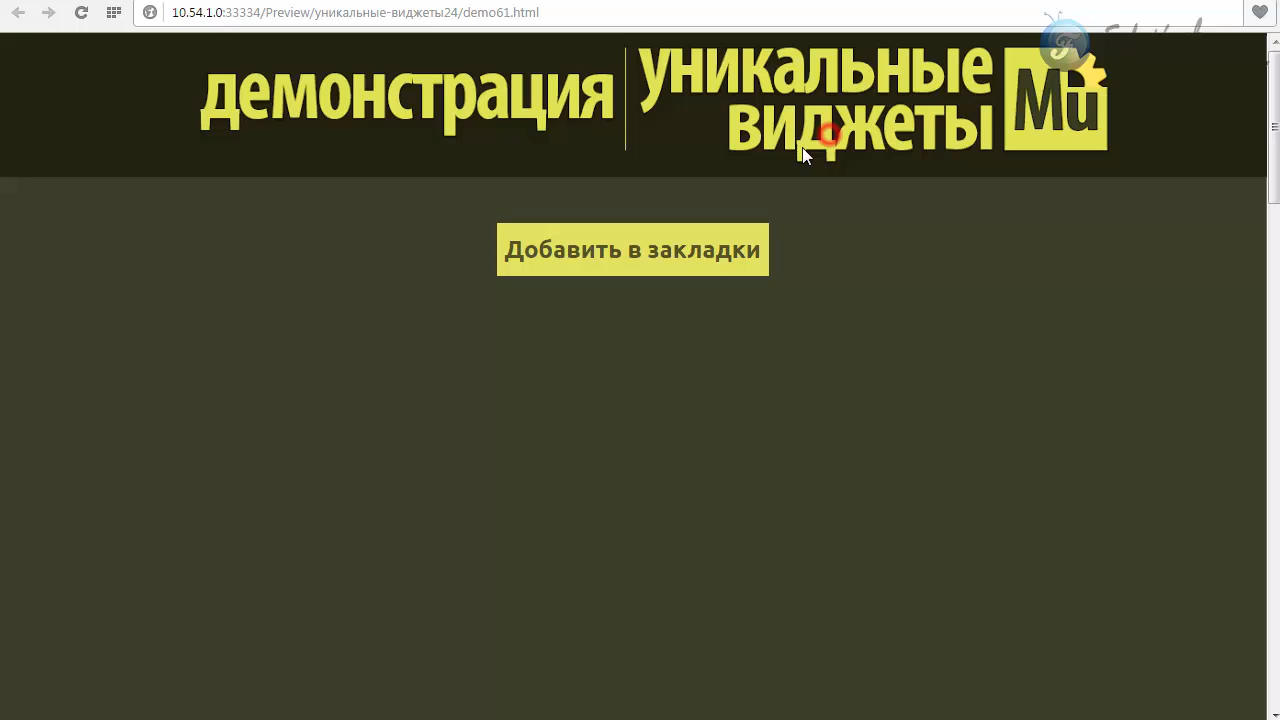 10.54.1.0:33334/Preview/уникальные-виджеты24/demo61.html
демонстрация
уникальные
виджеты
Mu
Добавить в закладки